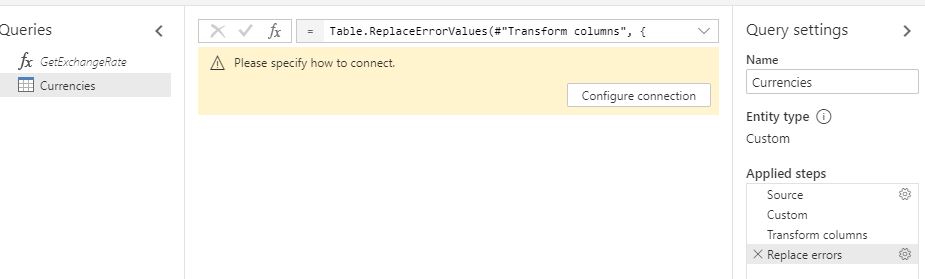 Queries
fx GetExchangeRate
Currencies
fx
= Table.ReplaceErrorValues(#"Transform columns", {
Please specify how to connect.
Configure connection
Query settings
Name
Currencies
Entity type
Custom
Applied steps
Source
Custom
Transform columns
Replace errors